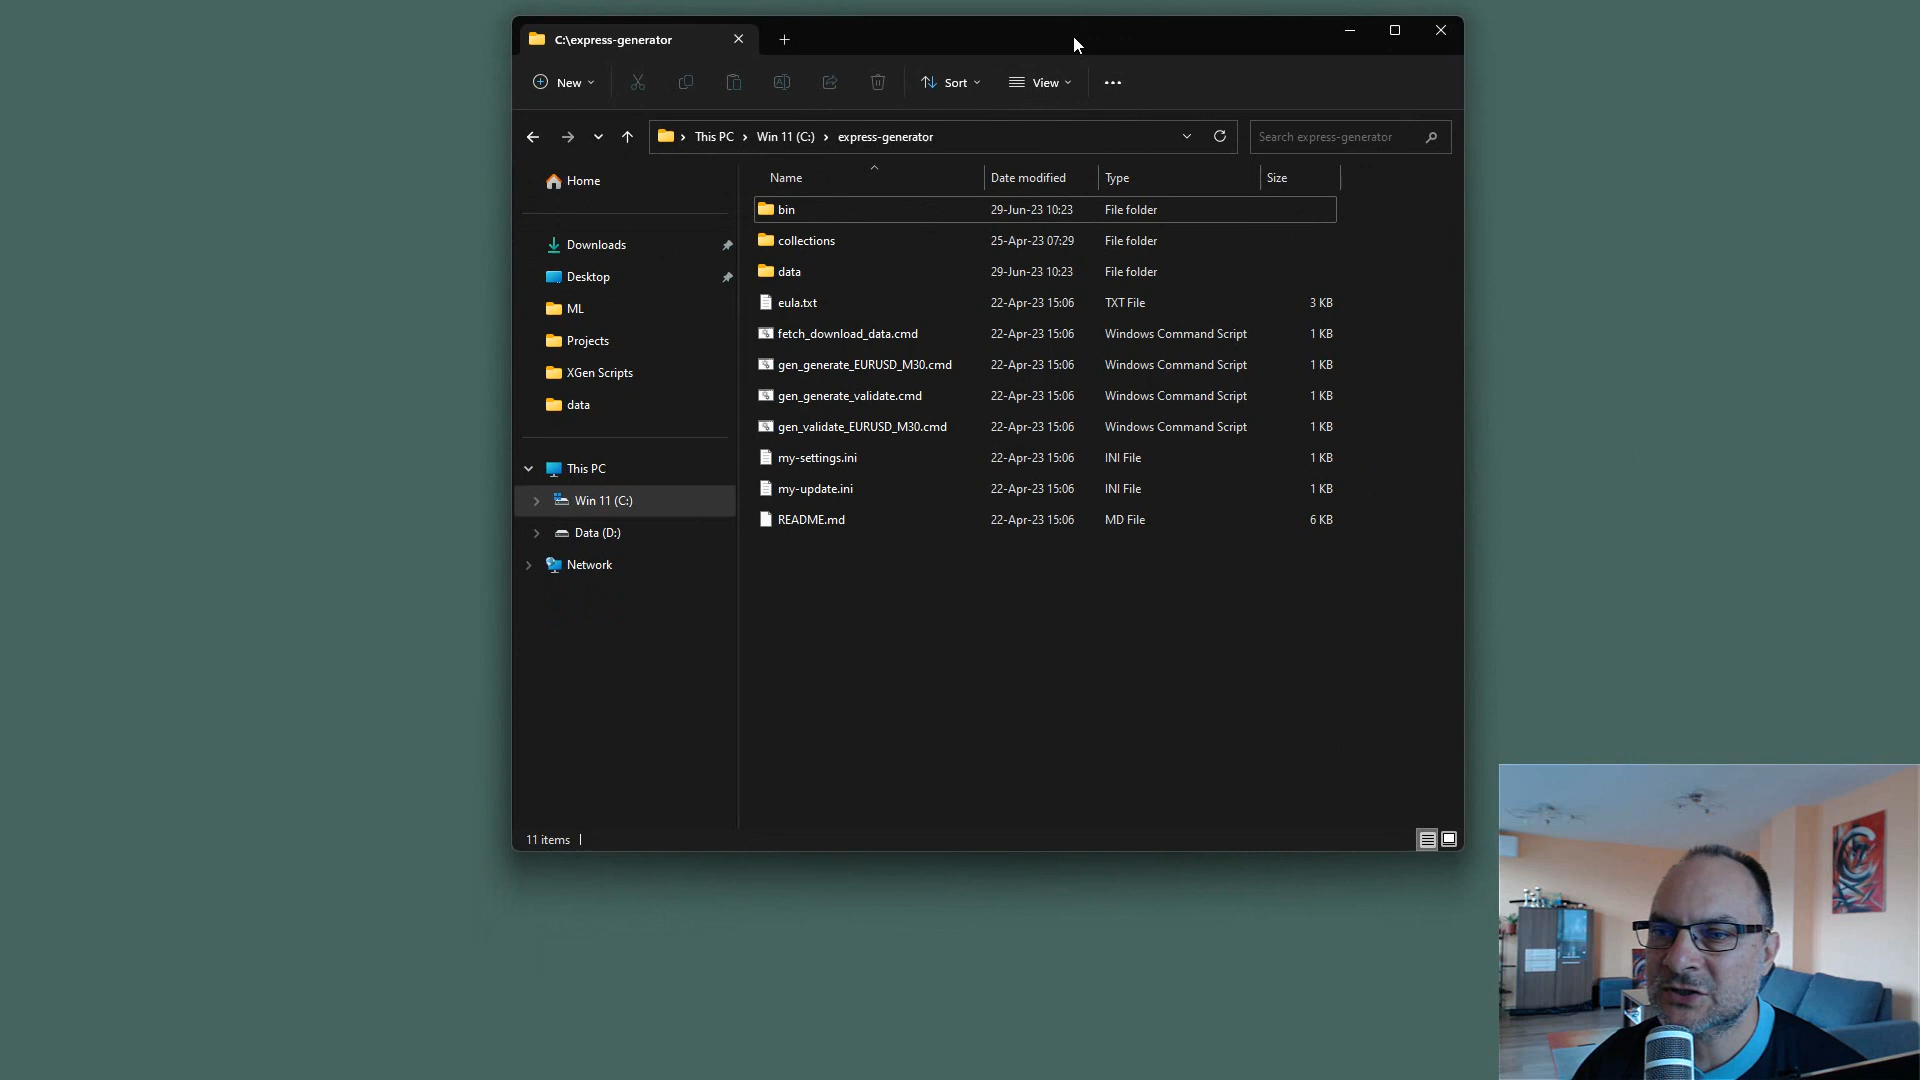 C:\express-generator
New
Sort
View
This PC
Win 11 (C:)
express-generator
Search express-generator
Home
Downloads
Desktop
ML
Projects
XGen Scripts
data
This PC
Win 11 (C:)
Data (D:)
Network
Name Date modified Type Size
bin 29-Jun-23 10:23 File folder
collections 25-Apr-23 07:29 File folder
data 29-Jun-23 10:23 File folder
eula.txt 22-Apr-23 15:06 TXT File 3 KB
fetch_download_data.cmd 22-Apr-23 15:06 Windows Command Script 1 KB
gen_generate_EURUSD_M30.cmd 22-Apr-23 15:06 Windows Command Script 1 KB
gen_generate_validate.cmd 22-Apr-23 15:06 Windows Command Script 1 KB
gen_validate_EURUSD_M30.cmd 22-Apr-23 15:06 Windows Command Script 1 KB
my-settings.ini 22-Apr-23 15:06 INI File 1 KB
my-update.ini 22-Apr-23 15:06 INI File 1 KB
README.md 22-Apr-23 15:06 MD File 6 KB
11 items